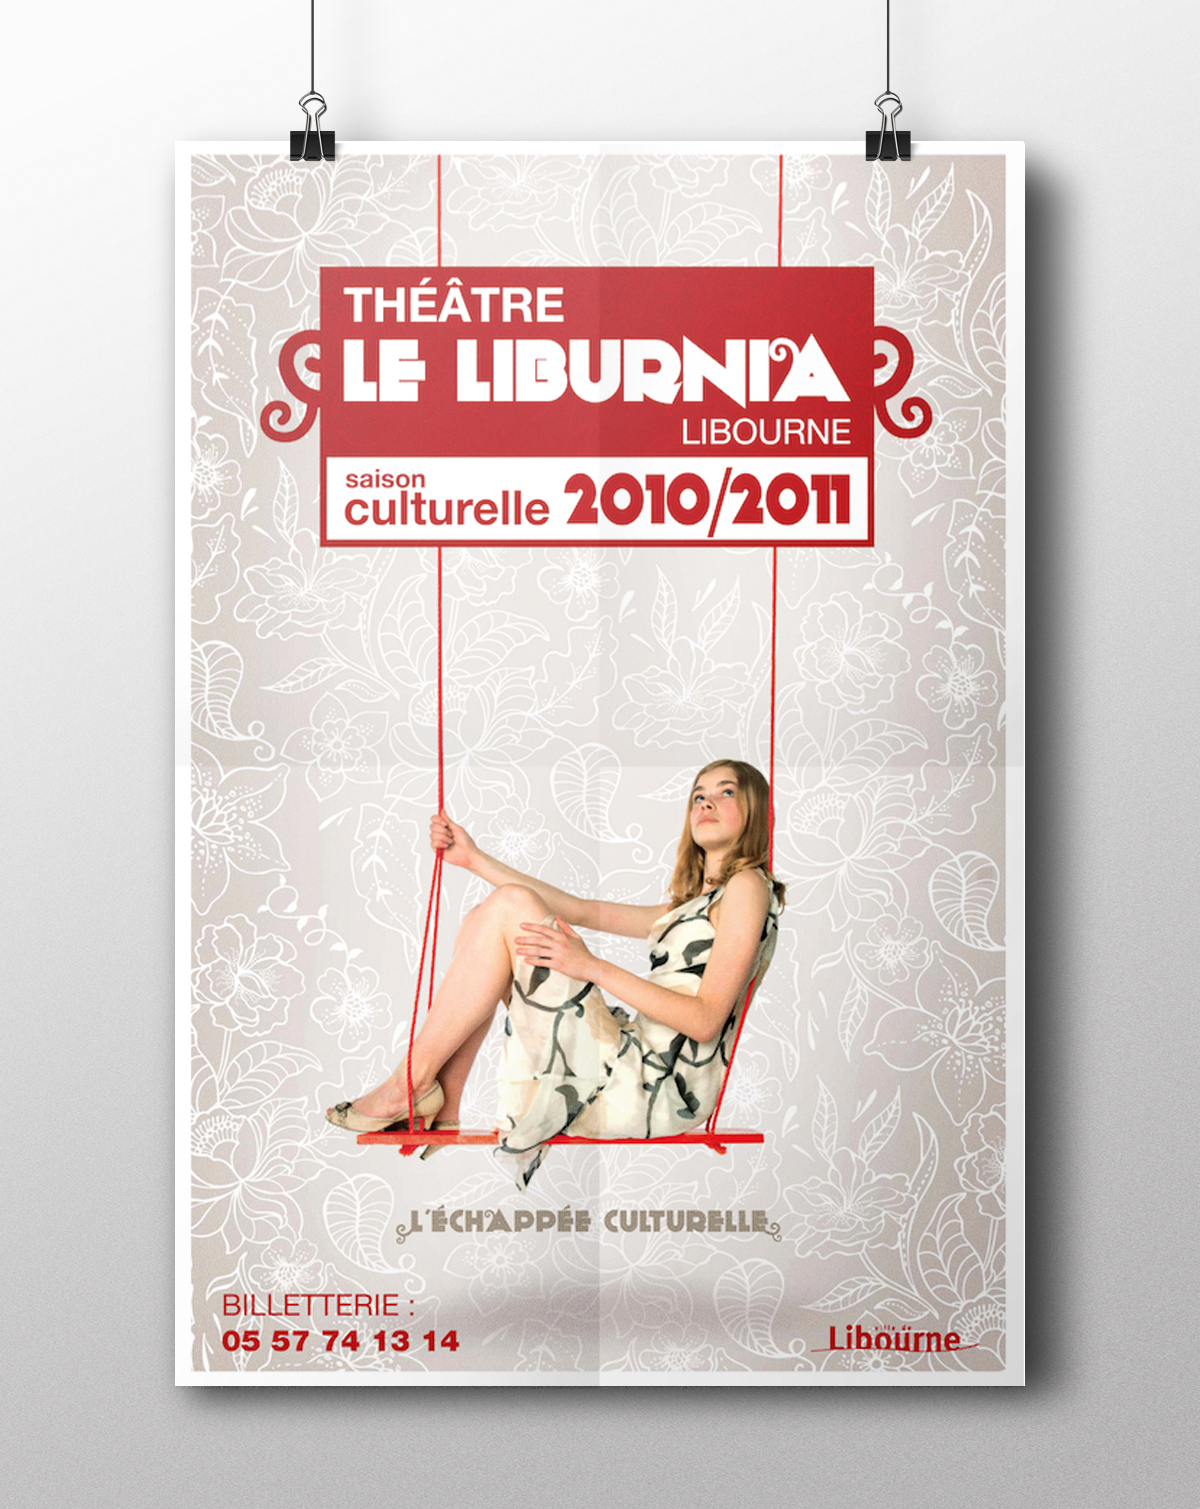 THÉÂTRE
LE LIBURNIA
LIBOURNE
saison
culturelle 2010/2011
L'ÉCHAPPÉE CULTURELLE
BILLETTERIE :
05 57 74 13 14
Libourne